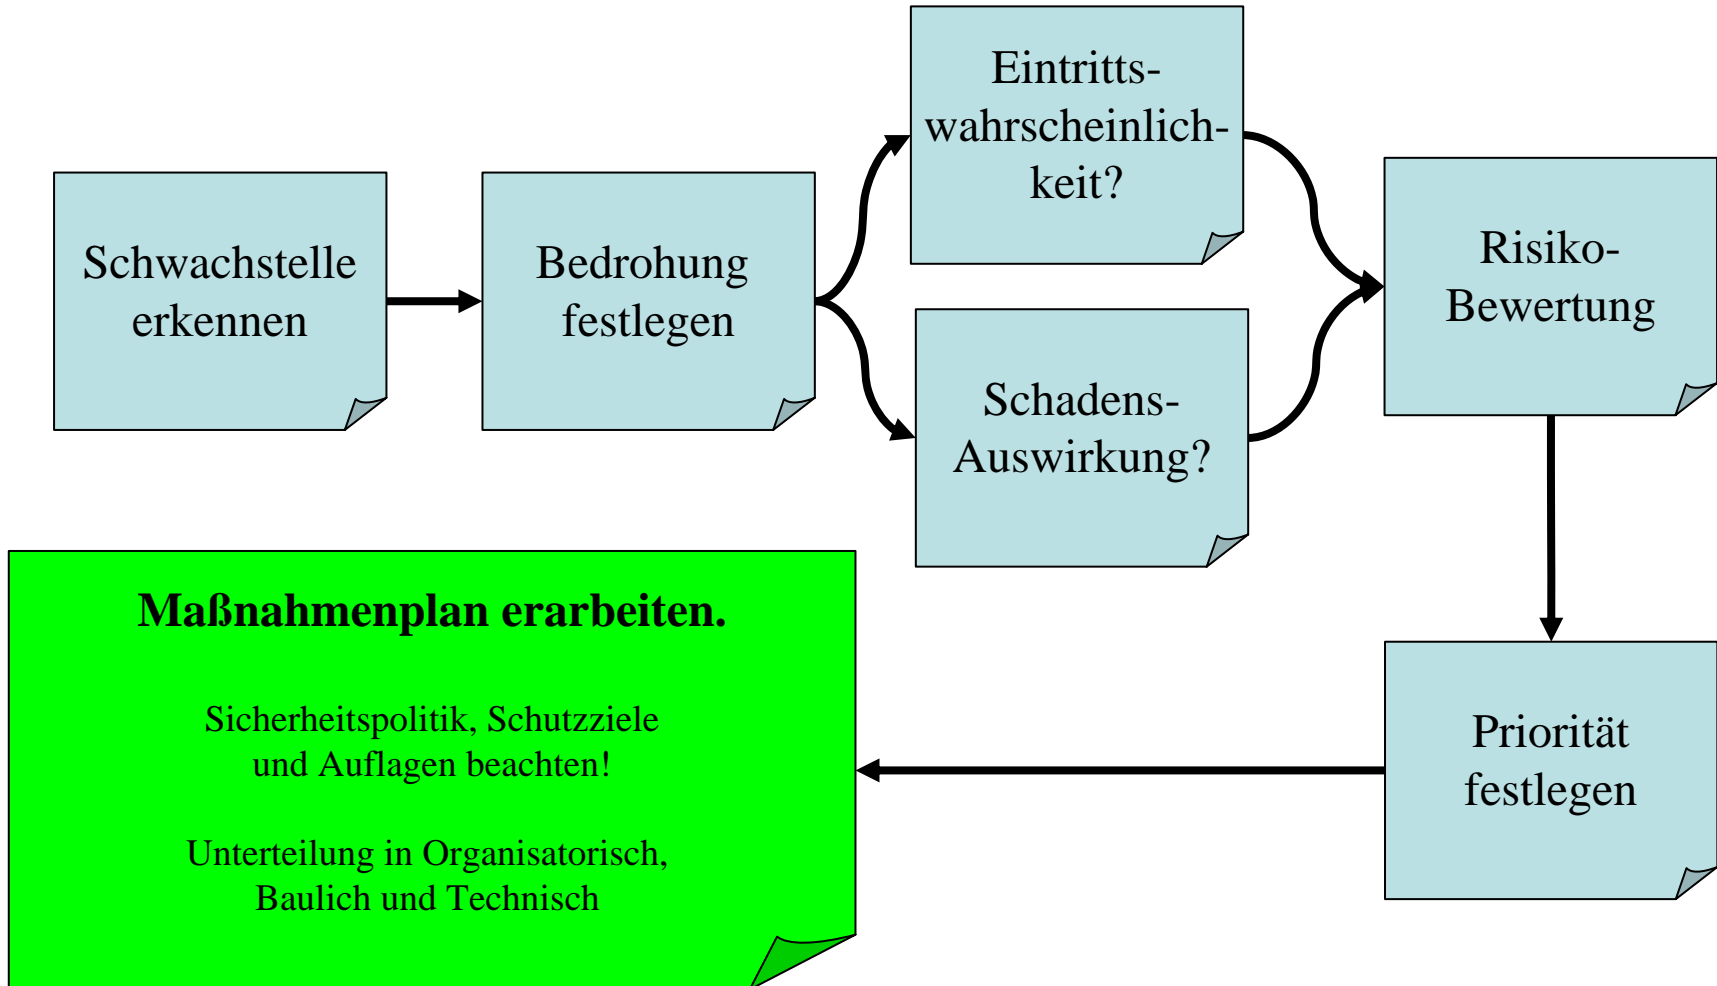 Schwachstelle
erkennen
Bedrohung
festlegen
Eintritts-
wahrscheinlich-
keit?
Schadens-
Auswirkung?
Risiko-
Bewertung
Priorität
festlegen
Maßnahmenplan erarbeiten.
Sicherheitspolitik, Schutzziele
und Auflagen beachten!
Unterteilung in Organisatorisch,
Baulich und Technisch